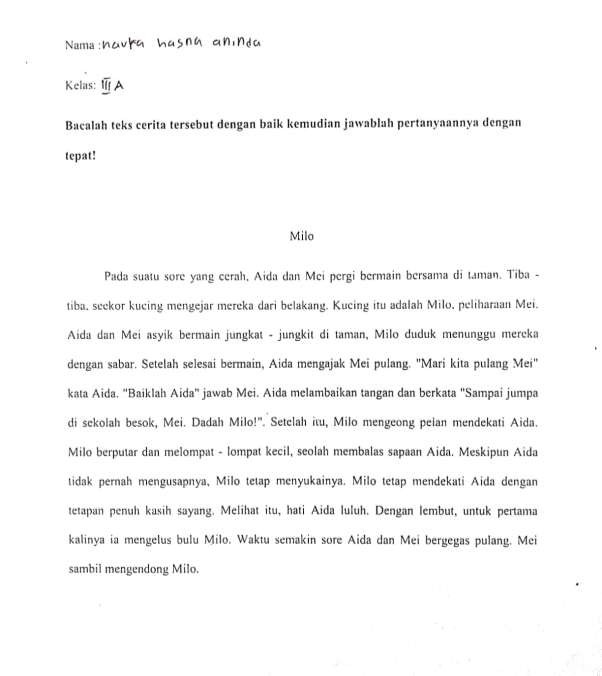 Nama : navka hasna aninda
Kelas: III A
Bacalah teks cerita tersebut dengan baik kemudian jawablah pertanyaannya dengan
tepat!
Milo
Pada suatu sore yang cerah, Aida dan Mei pergi bermain bersama di taman. Tiba -
tiba, seekor kucing mengejar mereka dari belakang. Kucing itu adalah Milo, peliharaan Mei.
Aida dan Mei asyik bermain jungkat - jungkit di taman, Milo duduk menunggu mereka
dengan sabar. Setelah selesai bermain, Aida mengajak Mei pulang. "Mari kita pulang Mei"
kata Aida. "Baiklah Aida" jawab Mei. Aida melambaikan tangan dan berkata "Sampai jumpa
di sekolah besok, Mei. Dadah Milo!". Setelah itu, Milo mengeong pelan mendekati Aida.
Milo berputar dan melompat - lompat kecil, seolah membalas sapaan Aida. Meskipun Aida
tidak pernah mengusapnya, Milo tetap menyukainya. Milo tetap mendekati Aida dengan
tetapan penuh kasih sayang. Melihat itu, hati Aida luluh. Dengan lembut, untuk pertama
kalinya ia mengelus bulu Milo. Waktu semakin sore Aida dan Mei bergegas pulang. Mei
sambil mengendong Milo.